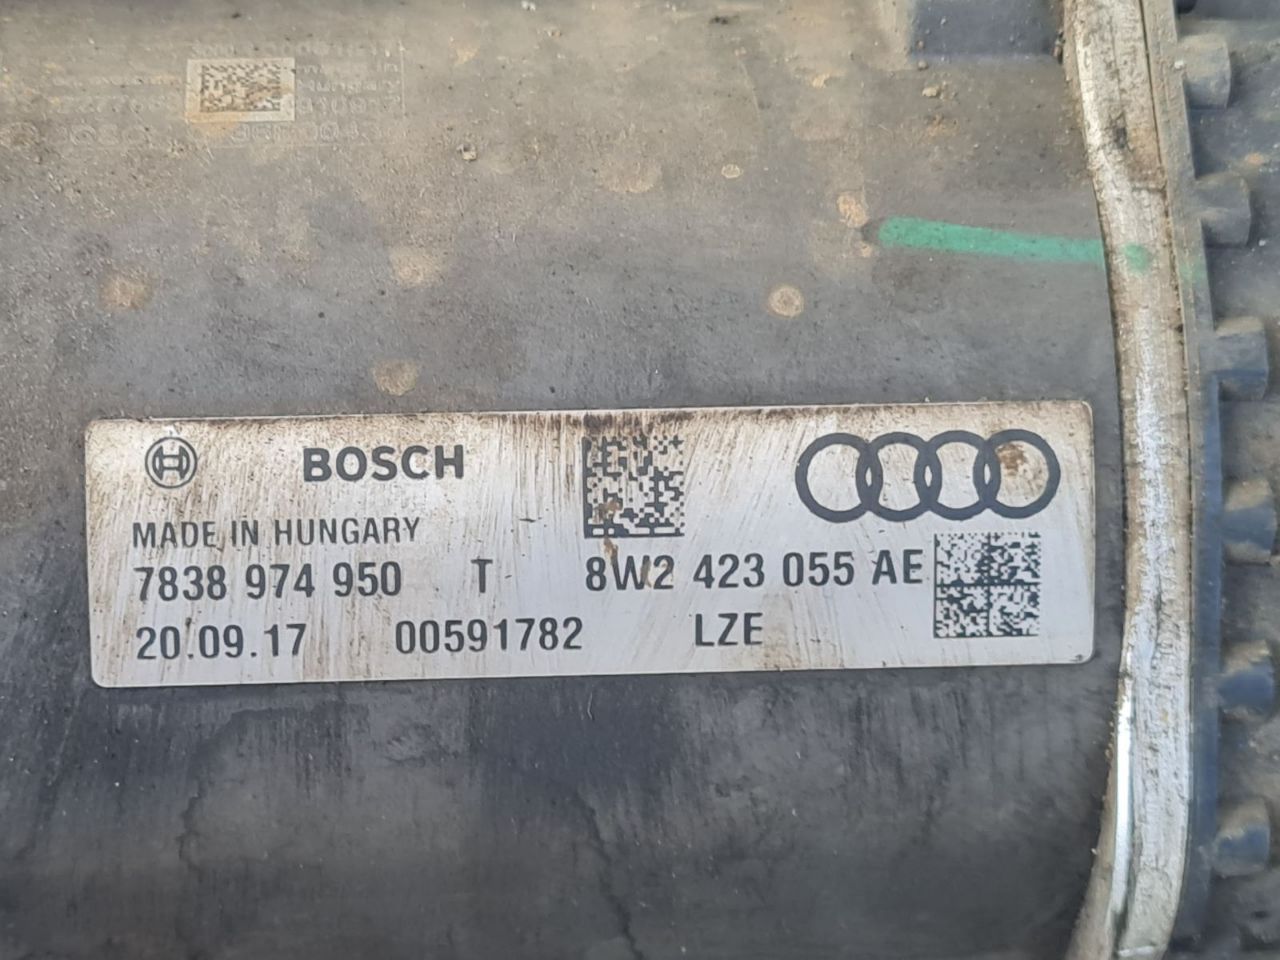 BOSCH
MADE IN HUNGARY
7838 974 950 T 8W2 423 055 AE
20.09.17 00591782 LZE